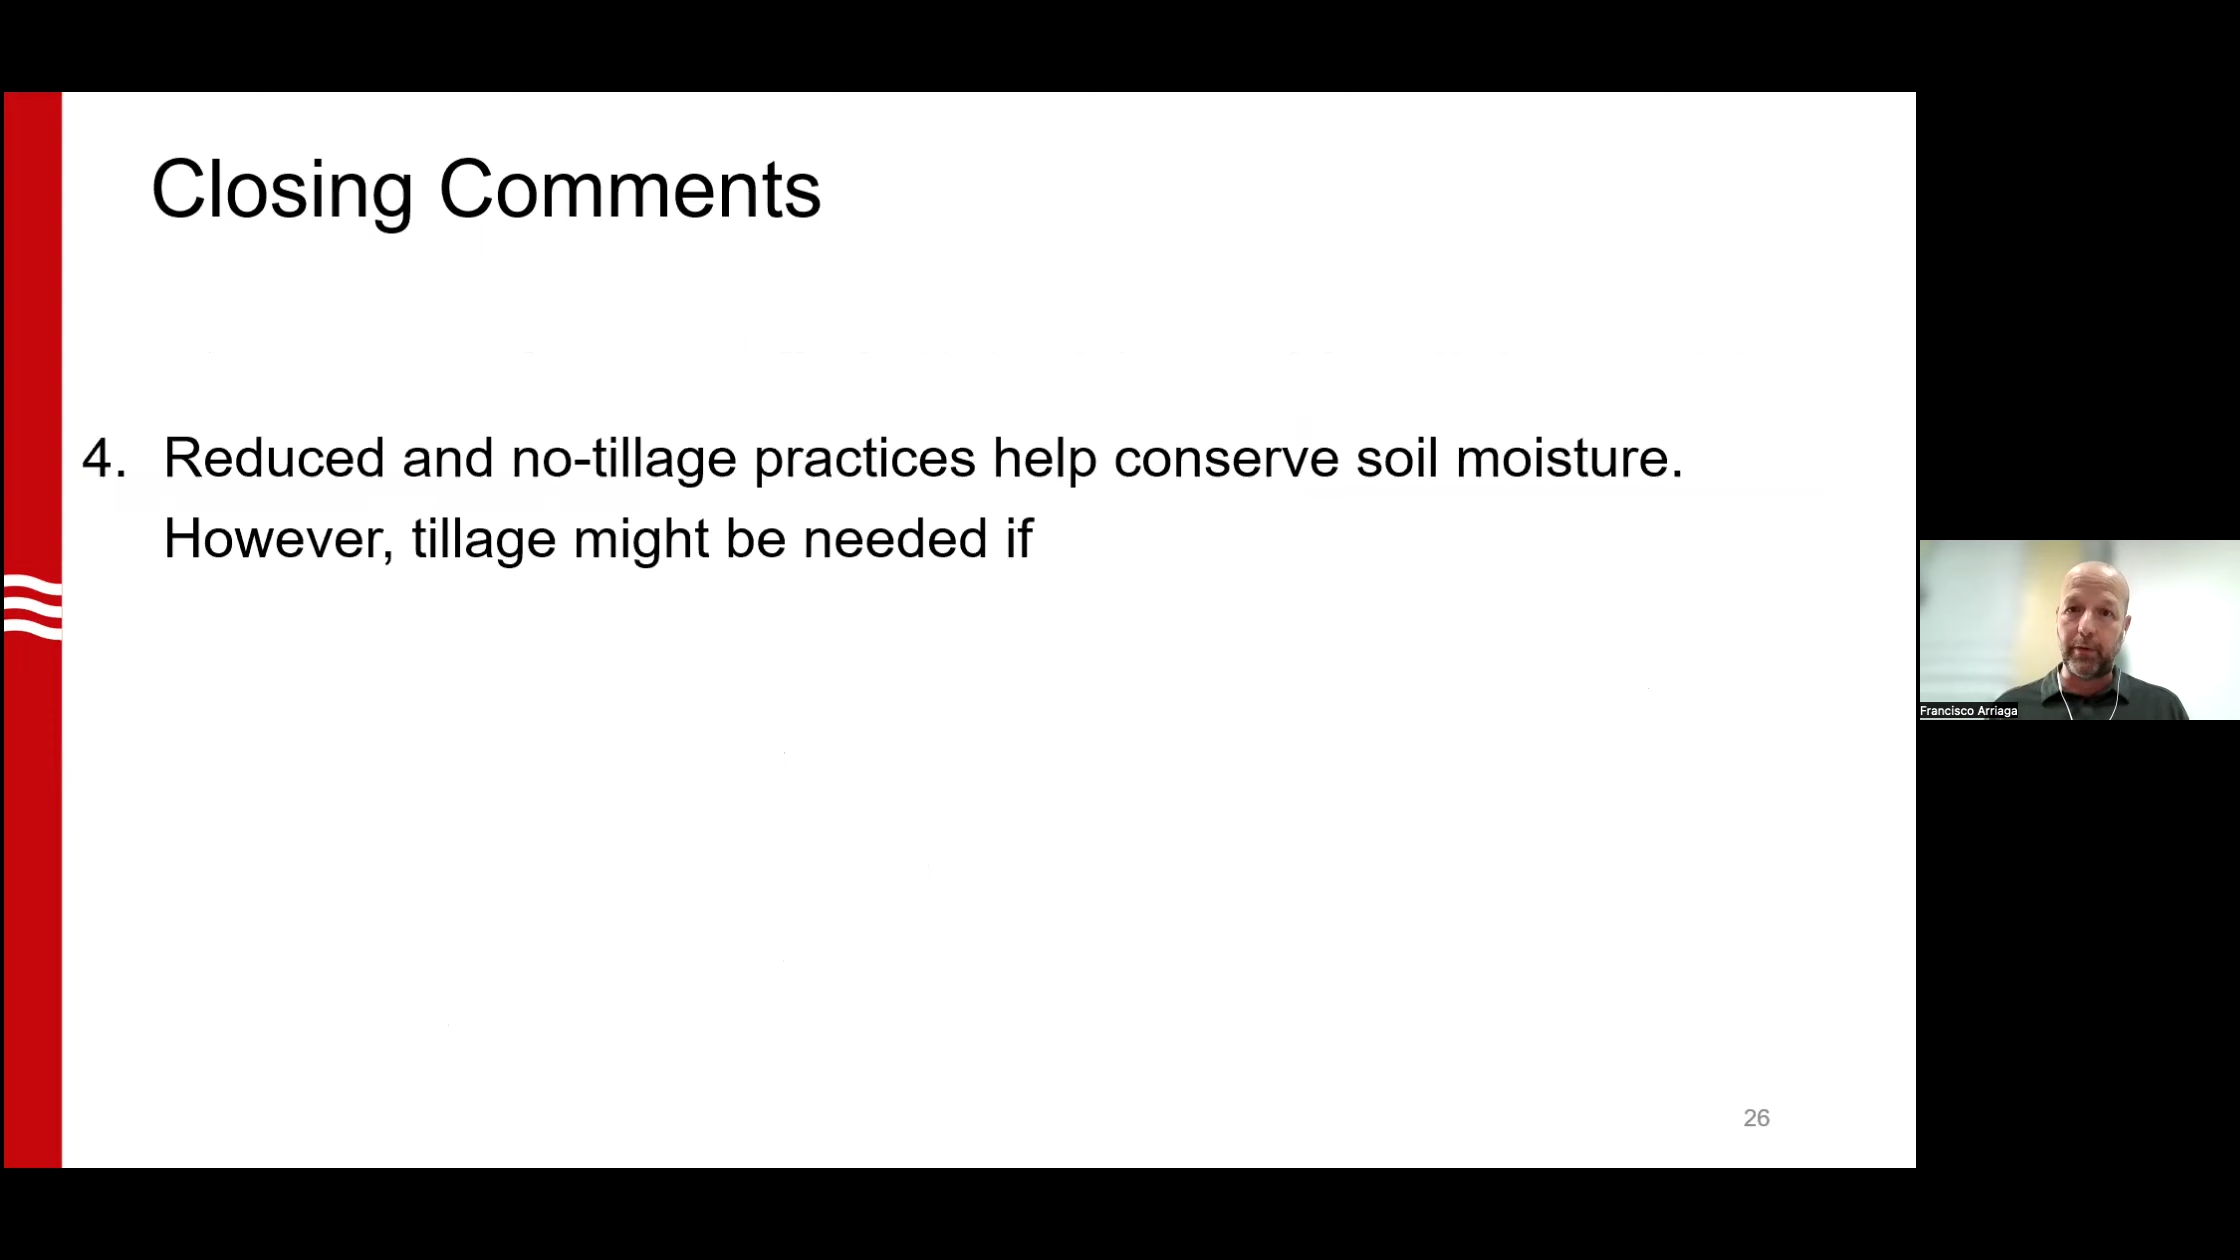 Closing Comments
4. Reduced and no-tillage practices help conserve soil moisture.
However, tillage might be needed if
Francisco Arriaga
26